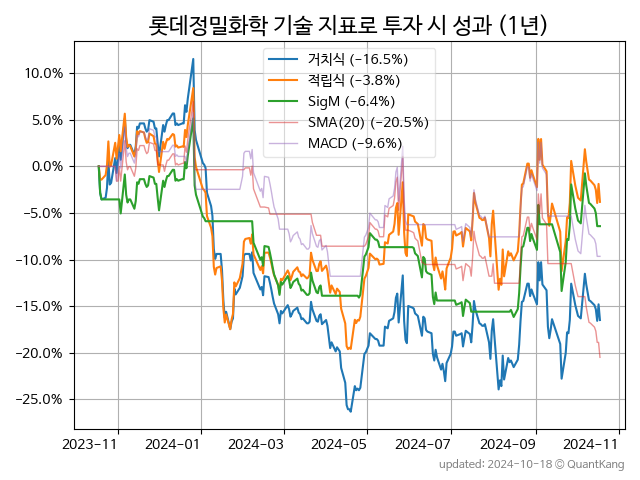 롯데정밀화학 기술 지표로 투자 시 성과 (1년)
거치식 (−16.5%)
적립식 (−3.8%)
SigM (−6.4%)
SMA(20) (−20.5%)
MACD (−9.6%)
10.0%
5.0%
0.0%
−5.0%
−10.0%
−15.0%
−20.0%
−25.0%
2023-11 2024-01 2024-03 2024-05 2024-07 2024-09 2024-11
updated: 2024-10-18 © QuantKang